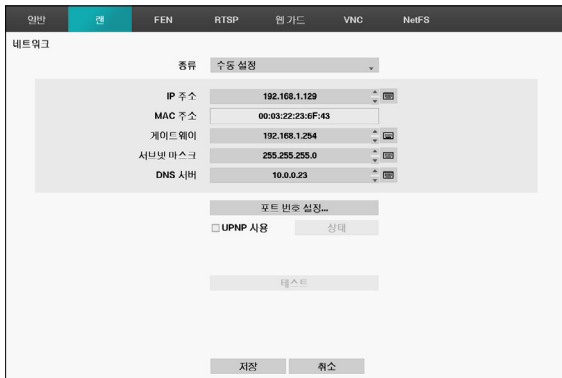 일반 랜 FEN RTSP 웹 가드 VNC NetFS
네트워크
종류 수동 설정
IP 주소 192.168.1.129
MAC 주소 00:03:22:23:6F:43
게이트웨이 192.168.1.254
서브넷 마스크 255.255.255.0
DNS 서버 10.0.0.23
포트 번호 설정...
UPNP 사용 상태
테스트
저장 취소